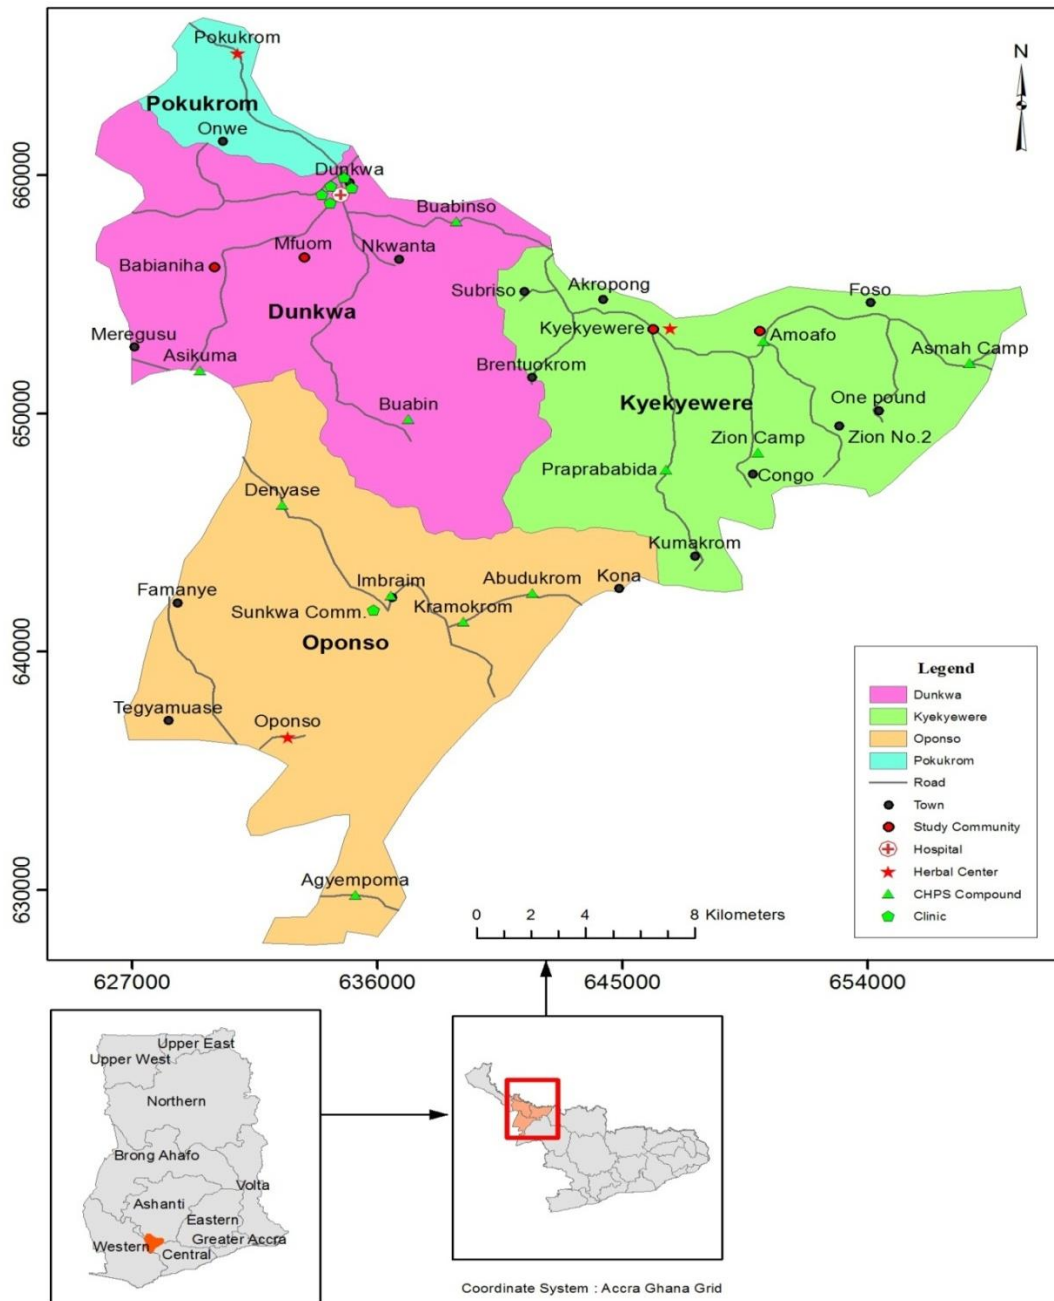 Pokukrom
N
Pokukrom
Onwe
Dunkwa
660000
Buabinso
Mfuom
Nkwanta
Babianiha
Subriso
Akropong
Foso
Dunkwa
Kyekyewere
Amoafo
Meregusu
Asikuma
Brentuokrom
Asmah Camp
650000
Buabin
Kyekyewere
One pound
Zion Camp
Zion No.2
Praprababida
Congo
Denyase
Kumakrom
Famanye
Imbraim
Abudukrom
Kona
Sunkwa Comm.
Kramokrom
640000
Oponso
Tegyamuase
Oponso
630000
Agyempoma
0 2 4 8 Kilometers
Legend
Dunkwa
Kyekyewere
Oponso
Pokukrom
Road
Town
Study Community
Hospital
Herbal Center
CHPS Compound
Clinic
627000 636000 645000 654000
Upper East
Upper West
Northern
Brong Ahafo
Volta
Ashanti
Eastern
Greater Accra
Western
Central
Coordinate System : Accra Ghana Grid